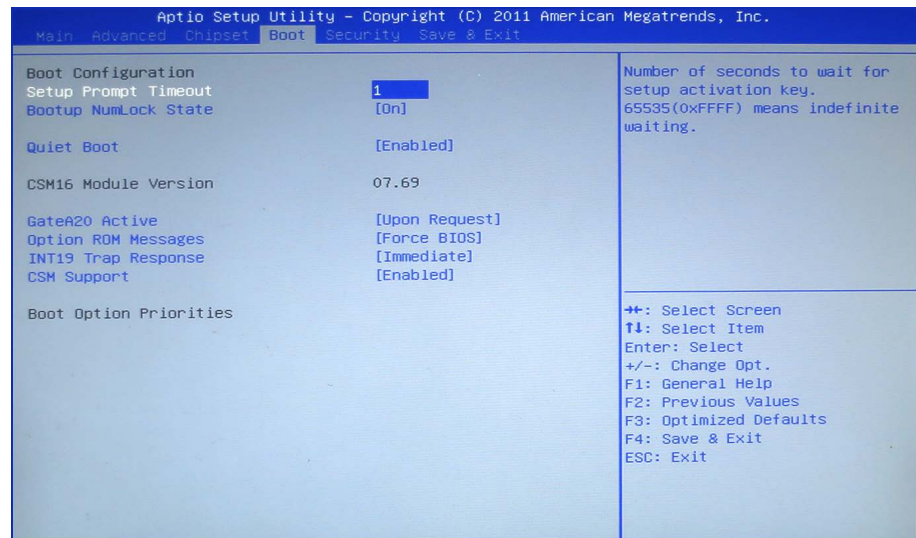 Aptio Setup Utility – Copyright (C) 2011 American Megatrends, Inc.
Main Advanced Chipset Boot Security Save & Exit
Boot Configuration
Setup Prompt Timeout 1
Bootup NumLock State [On]
Quiet Boot [Enabled]
CSM16 Module Version 07.69
GateA20 Active [Upon Request]
Option ROM Messages [Force BIOS]
INT19 Trap Response [Immediate]
CSM Support [Enabled]
Boot Option Priorities
Number of seconds to wait for
setup activation key.
65535(0xFFFF) means indefinite
waiting.
→←: Select Screen
↑↓: Select Item
Enter: Select
+/-: Change Opt.
F1: General Help
F2: Previous Values
F3: Optimized Defaults
F4: Save & Exit
ESC: Exit